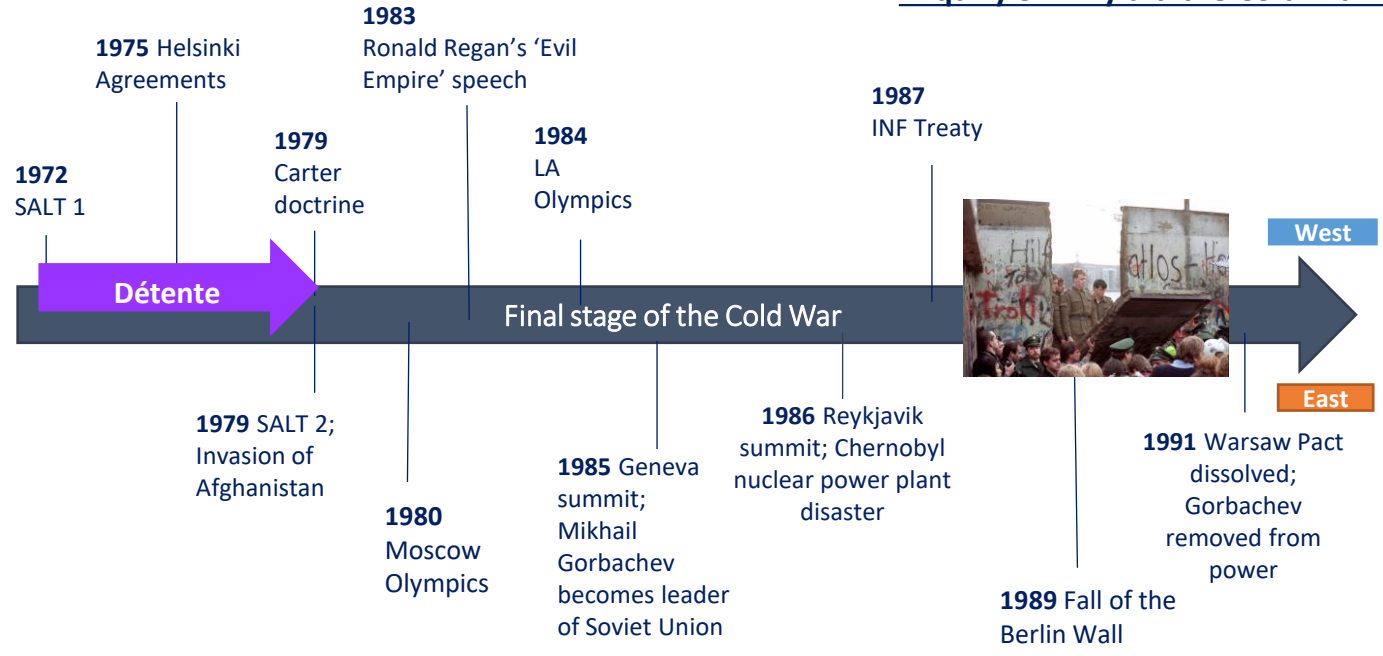 1983
Ronald Regan's 'Evil
Empire' speech
1975 Helsinki
Agreements
1987
INF Treaty
1979
Carter
doctrine
1984
LA
Olympics
1972
SALT 1
West
Détente
Final stage of the Cold War
Troll
East
1979 SALT 2;
Invasion of
Afghanistan
1980
Moscow
Olympics
1985 Geneva
summit;
Mikhail
Gorbachev
becomes leader
of Soviet Union
1986 Reykjavik
summit; Chernobyl
nuclear power plant
disaster
1989 Fall of the
Berlin Wall
1991 Warsaw Pact
dissolved;
Gorbachev
removed from
power